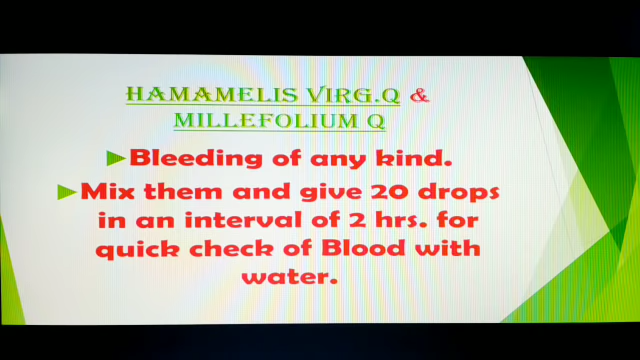 HAMAMELIS VIRG.Q &
MILLEFOLIUM Q
Bleeding of any kind.
Mix them and give 20 drops
in an interval of 2 hrs. for
quick check of Blood with
water.